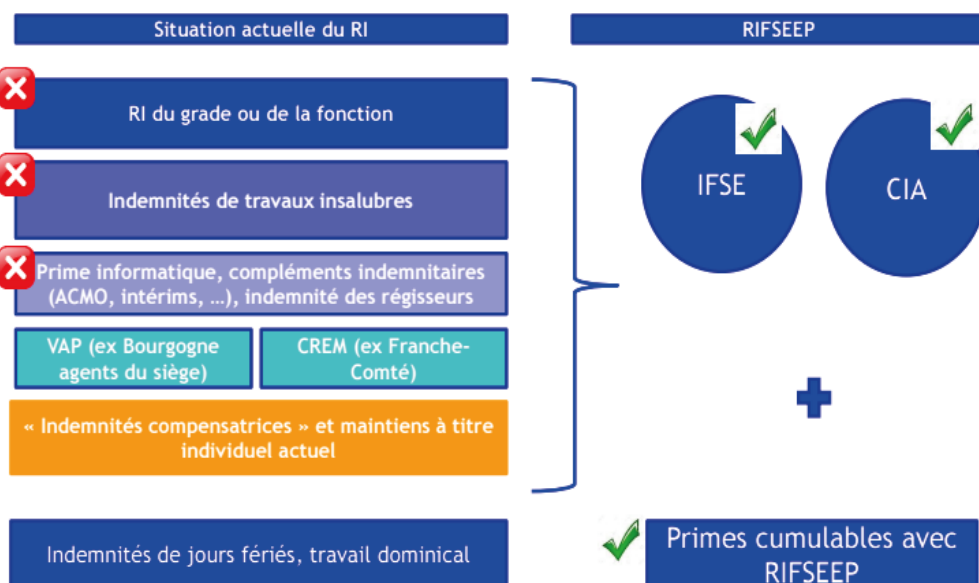 Situation actuelle du RI
RIFSEEP
RI du grade ou de la fonction
Indemnités de travaux insalubres
Prime informatique, compléments indemnitaires
(ACMO, intérims, …), indemnité des régisseurs
VAP (ex Bourgogne
agents du siège)
CREM (ex Franche-
Comté)
« Indemnités compensatrices » et maintiens à titre
individuel actuel
IFSE
CIA
Indemnités de jours fériés, travail dominical
Primes cumulables avec
RIFSEEP